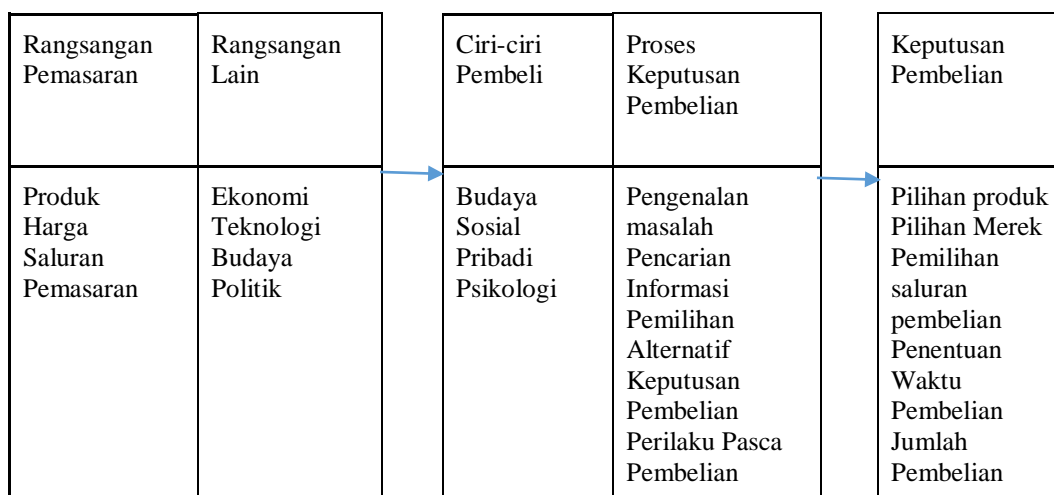 Rangsangan
Pemasaran
Rangsangan
Lain
Ciri-ciri
Pembeli
Proses
Keputusan
Pembelian
Keputusan
Pembelian
Produk
Harga
Saluran
Pemasaran
Ekonomi
Teknologi
Budaya
Politik
Budaya
Sosial
Pribadi
Psikologi
Pengenalan
masalah
Pencarian
Informasi
Pemilihan
Alternatif
Keputusan
Pembelian
Perilaku Pasca
Pembelian
Pilihan produk
Pilihan Merek
Pemilihan
saluran
pembelian
Penentuan
Waktu
Pembelian
Jumlah
Pembelian